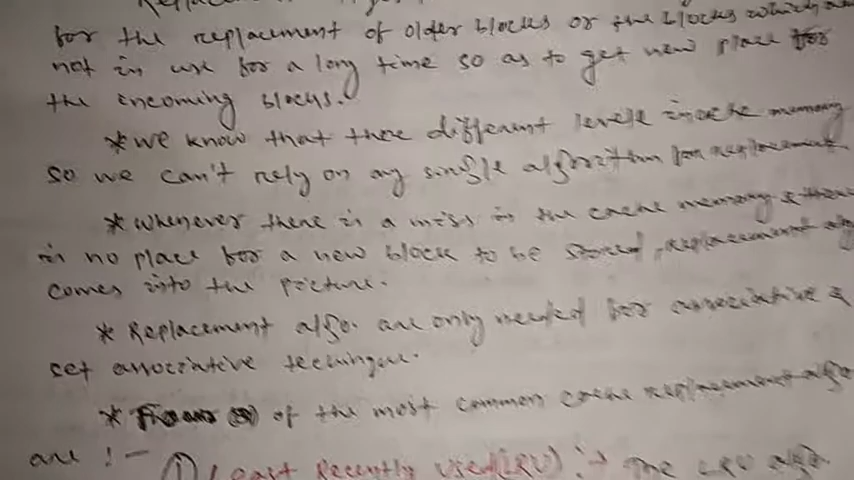 for the replacement of older blocks or the blocks which
not in use for a long time so as to get new place for
the incoming blocks.
*we know that there different levels in cache memory
so we can't rely on any single algorithm for replacement.
*whenever there is a miss in the cache memory & there
is no place for a new block to be stored, replacement algo
comes into the picture.
* Replacement algo. are only needed for associative &
set associative technique.
* of the most common cache replacement algo
are :-
① Least Recently Used(LRU) :→ The LRU algo.